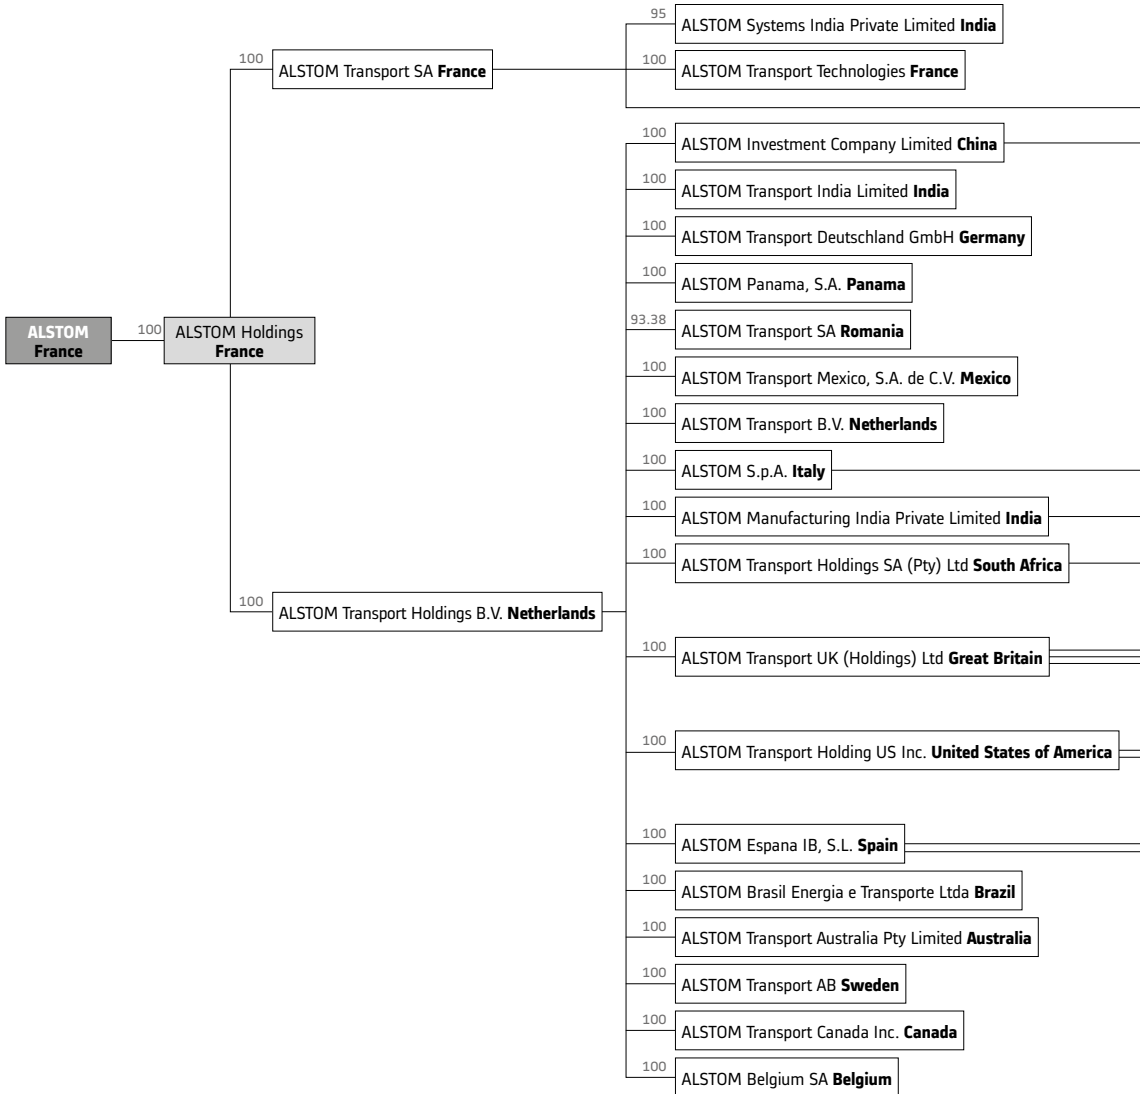 95
ALSTOM Systems India Private Limited India
100
ALSTOM Transport SA France
100
ALSTOM Transport Technologies France
100
ALSTOM Investment Company Limited China
100
ALSTOM Transport India Limited India
100
ALSTOM Transport Deutschland GmbH Germany
100
ALSTOM Panama, S.A. Panama
ALSTOM
France
100
ALSTOM Holdings
France
93.38
ALSTOM Transport SA Romania
100
ALSTOM Transport Mexico, S.A. de C.V. Mexico
100
ALSTOM Transport B.V. Netherlands
100
ALSTOM S.p.A. Italy
100
ALSTOM Manufacturing India Private Limited India
100
ALSTOM Transport Holdings SA (Pty) Ltd South Africa
100
ALSTOM Transport Holdings B.V. Netherlands
100
ALSTOM Transport UK (Holdings) Ltd Great Britain
100
ALSTOM Transport Holding US Inc. United States of America
100
ALSTOM Espana IB, S.L. Spain
100
ALSTOM Brasil Energia e Transporte Ltda Brazil
100
ALSTOM Transport Australia Pty Limited Australia
100
ALSTOM Transport AB Sweden
100
ALSTOM Transport Canada Inc. Canada
100
ALSTOM Belgium SA Belgium